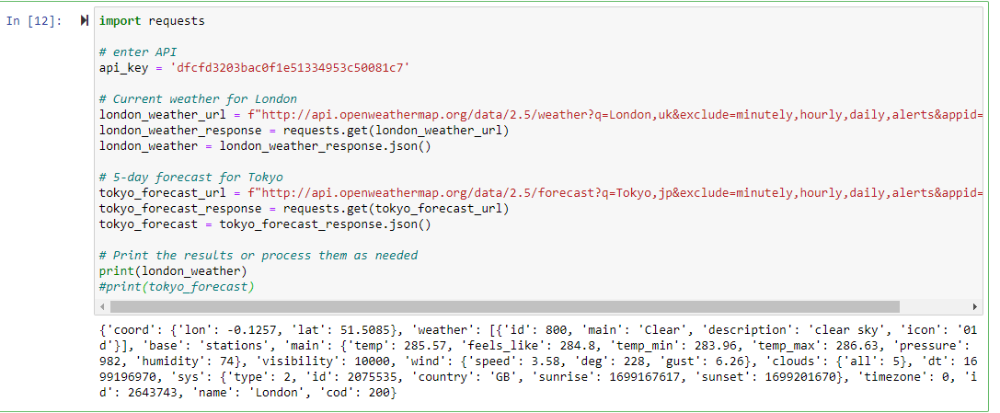 In [12]:
import requests
# enter API
api_key = 'dfcfd3203bac0f1e51334953c50081c7'
# Current weather for London
london_weather_url = f"http://api.openweathermap.org/data/2.5/weather?q=London,uk&exclude=minutely,hourly,daily,alerts&appid=
london_weather_response = requests.get(london_weather_url)
london_weather = london_weather_response.json()
# 5-day forecast for Tokyo
tokyo_forecast_url = f"http://api.openweathermap.org/data/2.5/forecast?q=Tokyo,jp&exclude=minutely,hourly,daily,alerts&appid=
tokyo_forecast_response = requests.get(tokyo_forecast_url)
tokyo_forecast = tokyo_forecast_response.json()
# Print the results or process them as needed
print(london_weather)
#print(tokyo_forecast)
{'coord': {'lon': -0.1257, 'lat': 51.5085}, 'weather': [{'id': 800, 'main': 'Clear', 'description': 'clear sky', 'icon': '01
d'}], 'base': 'stations', 'main': {'temp': 285.57, 'feels_like': 284.8, 'temp_min': 283.96, 'temp_max': 286.63, 'pressure':
982, 'humidity': 74}, 'visibility': 10000, 'wind': {'speed': 3.58, 'deg': 228, 'gust': 6.26}, 'clouds': {'all': 5}, 'dt': 16
99196970, 'sys': {'type': 2, 'id': 2075535, 'country': 'GB', 'sunrise': 1699167617, 'sunset': 1699201670}, 'timezone': 0, 'i
d': 2643743, 'name': 'London', 'cod': 200}